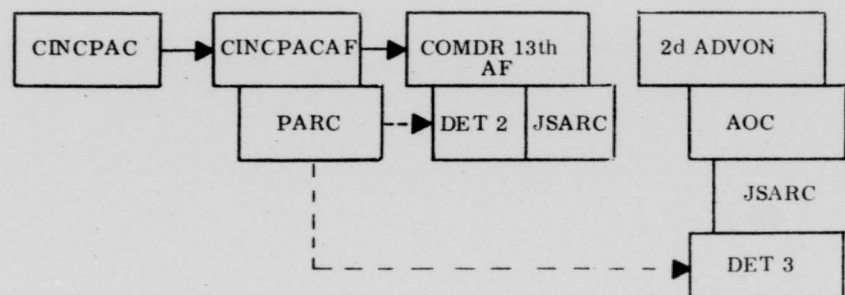 CINCPAC
CINCPACAF
COMDR 13th
AF
2d ADVON
PARC
DET 2
JSARC
AOC
JSARC
DET 3